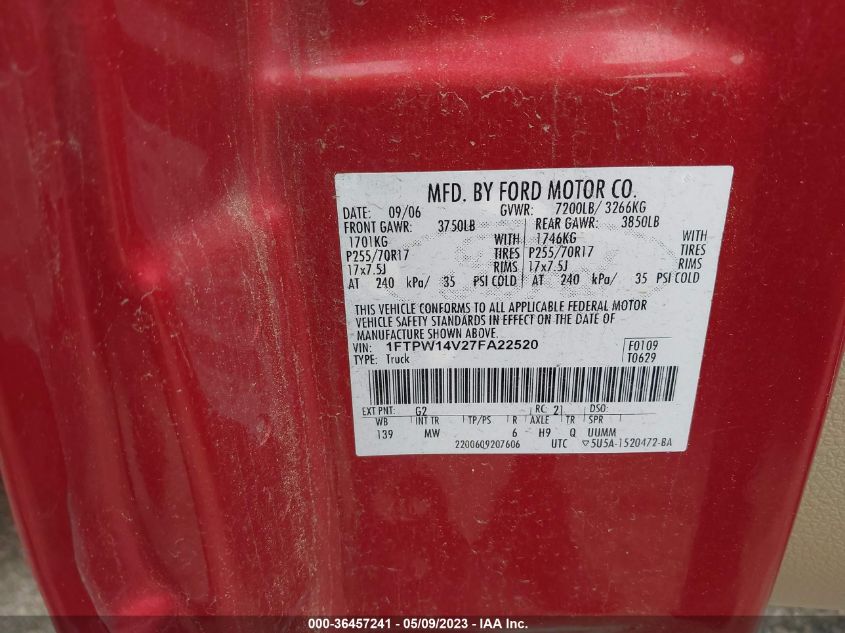 MFD. BY FORD MOTOR CO.
DATE: 09/06 GVWR: 7200LB/ 3266KG
FRONT GAWR: 3750LB REAR GAWR: 3850LB
1701KG WITH 1746KG WITH
P255/70R17 TIRES P255/70R17 TIRES
17x7.5J RIMS 17x7.5J RIMS
AT 240 kPa/ 35 PSI COLD AT 240 kPa/ 35 PSI COLD
THIS VEHICLE CONFORMS TO ALL APPLICABLE FEDERAL MOTOR
VEHICLE SAFETY STANDARDS IN EFFECT ON THE DATE OF
MANUFACTURE SHOWN ABOVE.
VIN: 1FTPW14V27FA22520 F0109
TYPE: Truck T0629
EXT PNT: G2 RC: 21 DSO:
WB INT TR TP/PS R AXLE TR SPR
139 MW 6 H9 Q UUMM
22006Q9207606 UTC ▽5U5A-1520472-BA
000-36457241 - 05/09/2023 - IAA Inc.